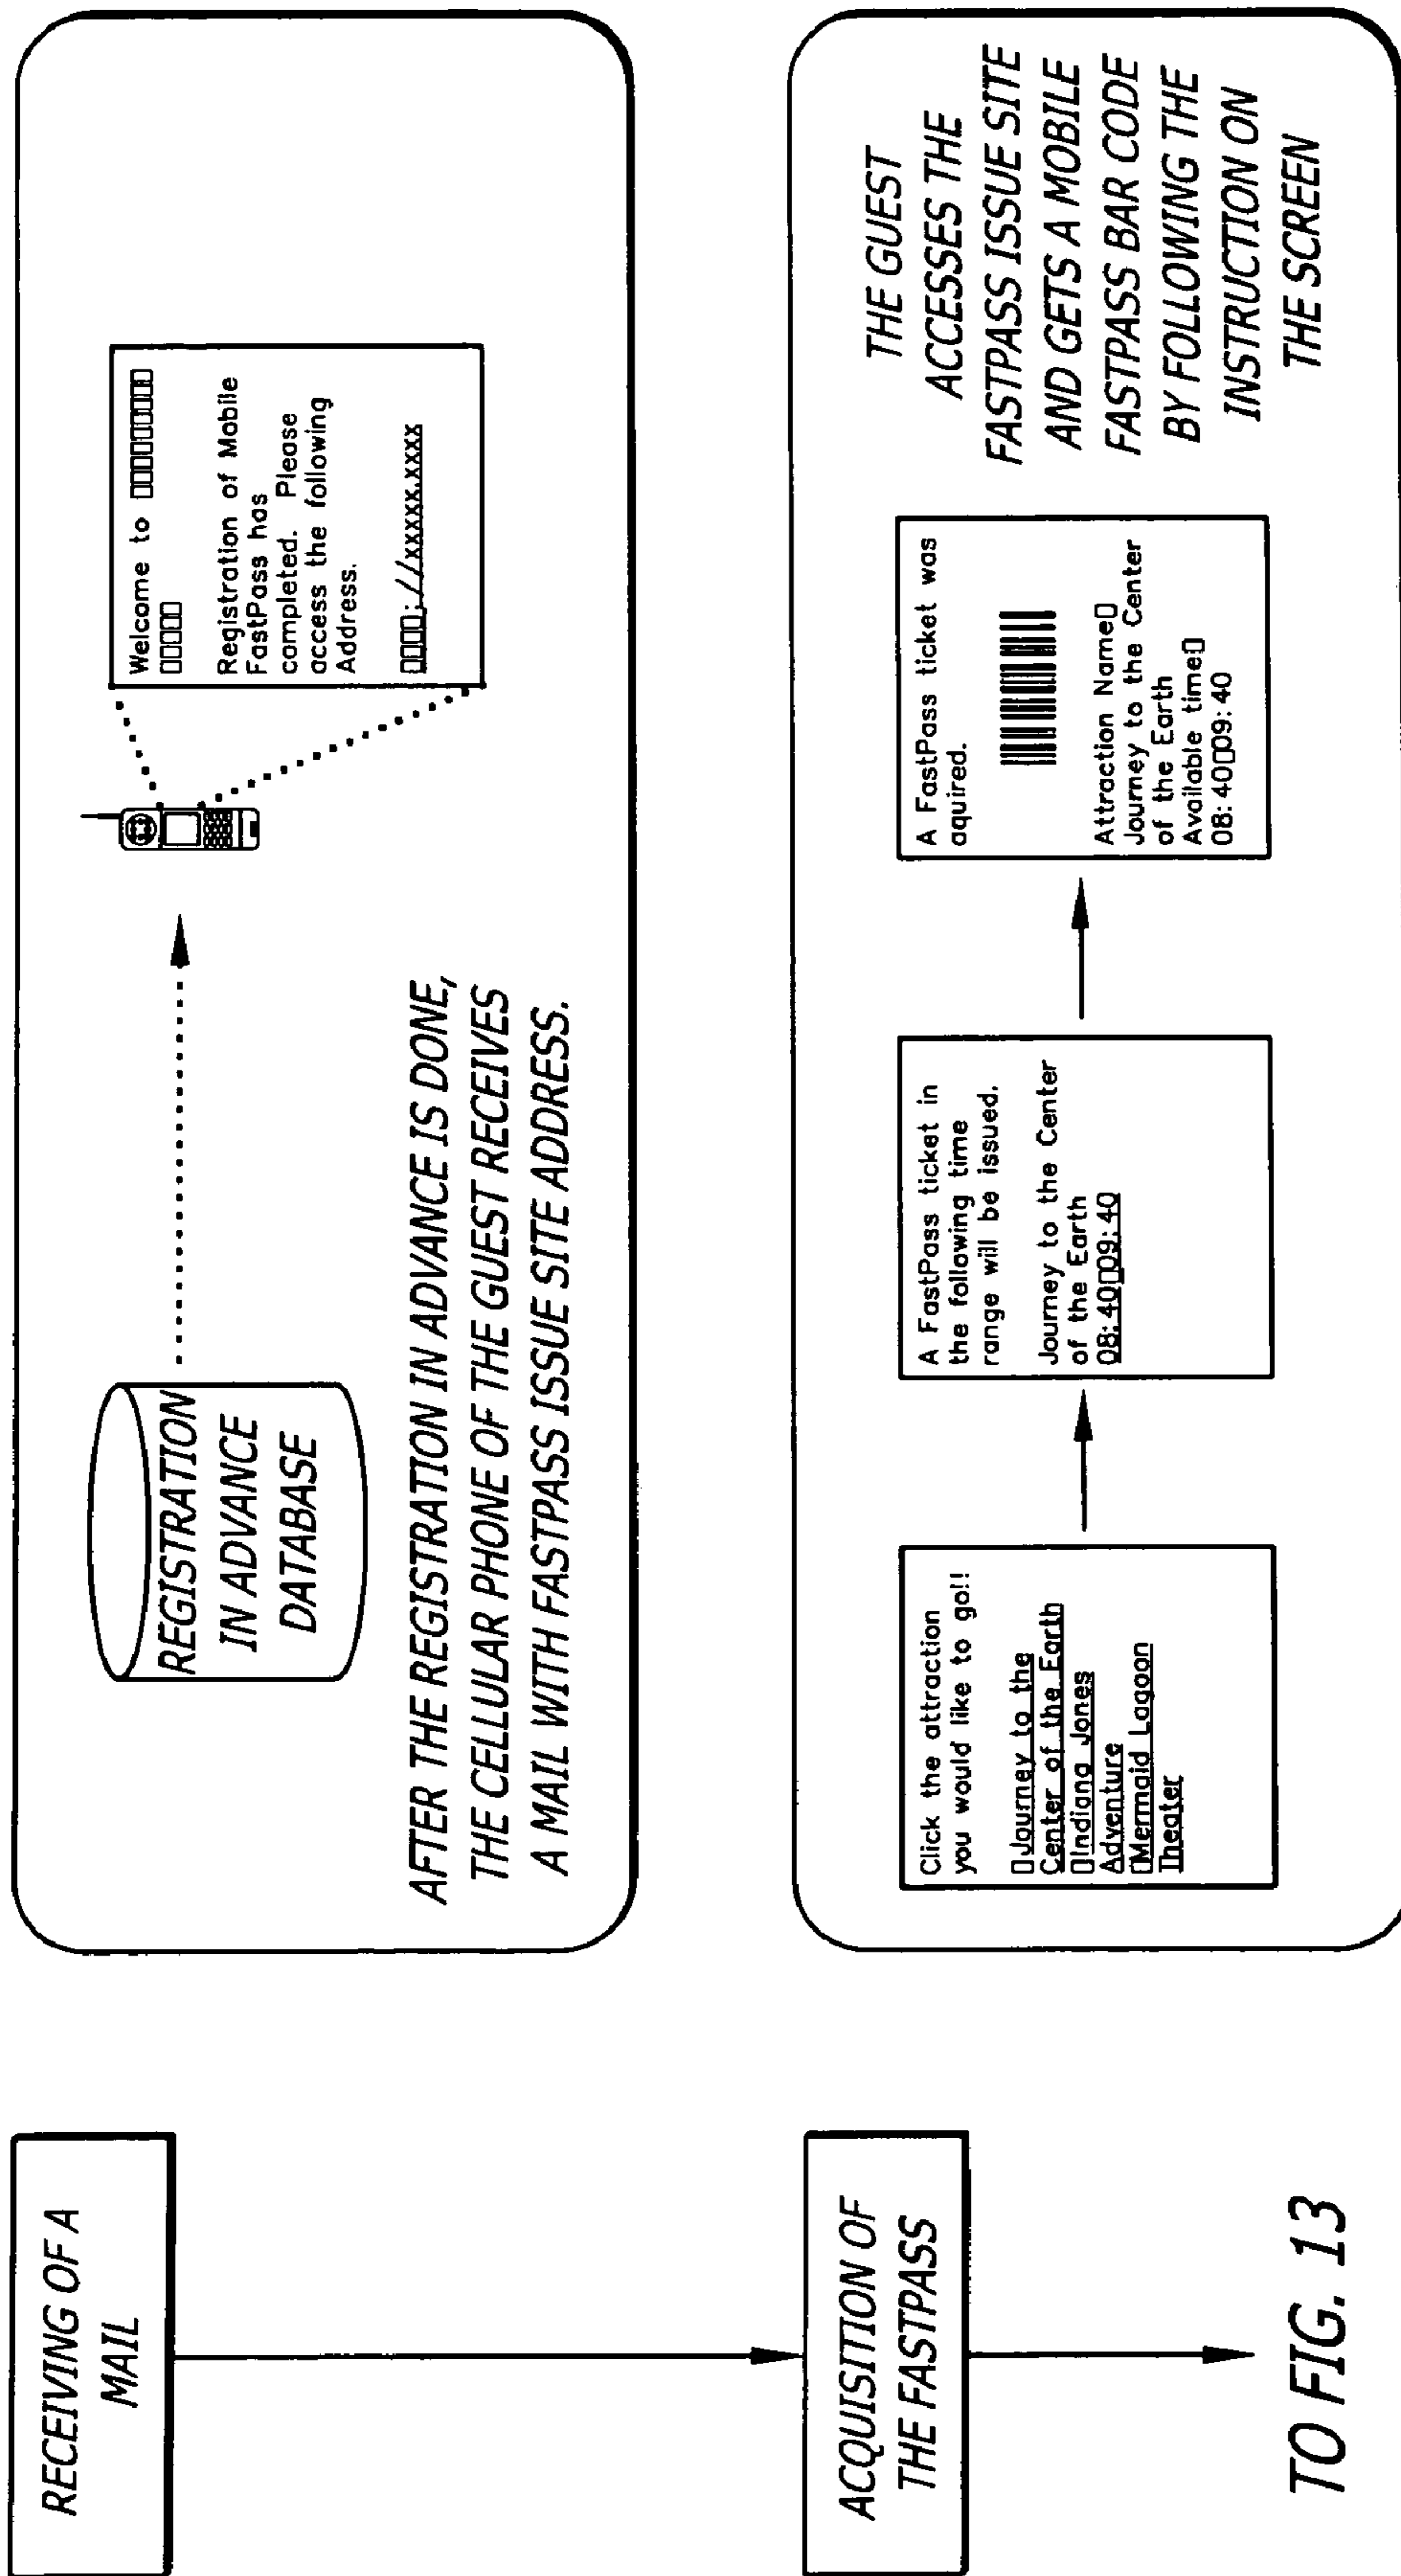 RECEIVING OF A
MAIL
REGISTRATION
IN ADVANCE
DATABASE
Welcome to ▯▯▯▯▯▯▯▯▯
▯▯▯▯▯
Registration of Mobile
FastPass has
completed. Please
access the following
Address.
▯▯▯▯://xxxxx.xxxx
AFTER THE REGISTRATION IN ADVANCE IS DONE,
THE CELLULAR PHONE OF THE GUEST RECEIVES
A MAIL WITH FASTPASS ISSUE SITE ADDRESS.
ACQUISITION OF
THE FASTPASS
Click the attraction
you would like to go!!
▯Journey to the
Center of the Earth
▯Indiana Jones
Adventure
▯Mermaid Lagoon
Theater
A FastPass ticket in
the following time
range will be issued.
Journey to the Center
of the Earth
08:40▯09:40
A FastPass ticket was
aquired.
Attraction Name▯
Journey to the Center
of the Earth
Available time▯
08:40▯09:40
THE GUEST
ACCESSES THE
FASTPASS ISSUE SITE
AND GETS A MOBILE
FASTPASS BAR CODE
BY FOLLOWING THE
INSTRUCTION ON
THE SCREEN
TO FIG. 13